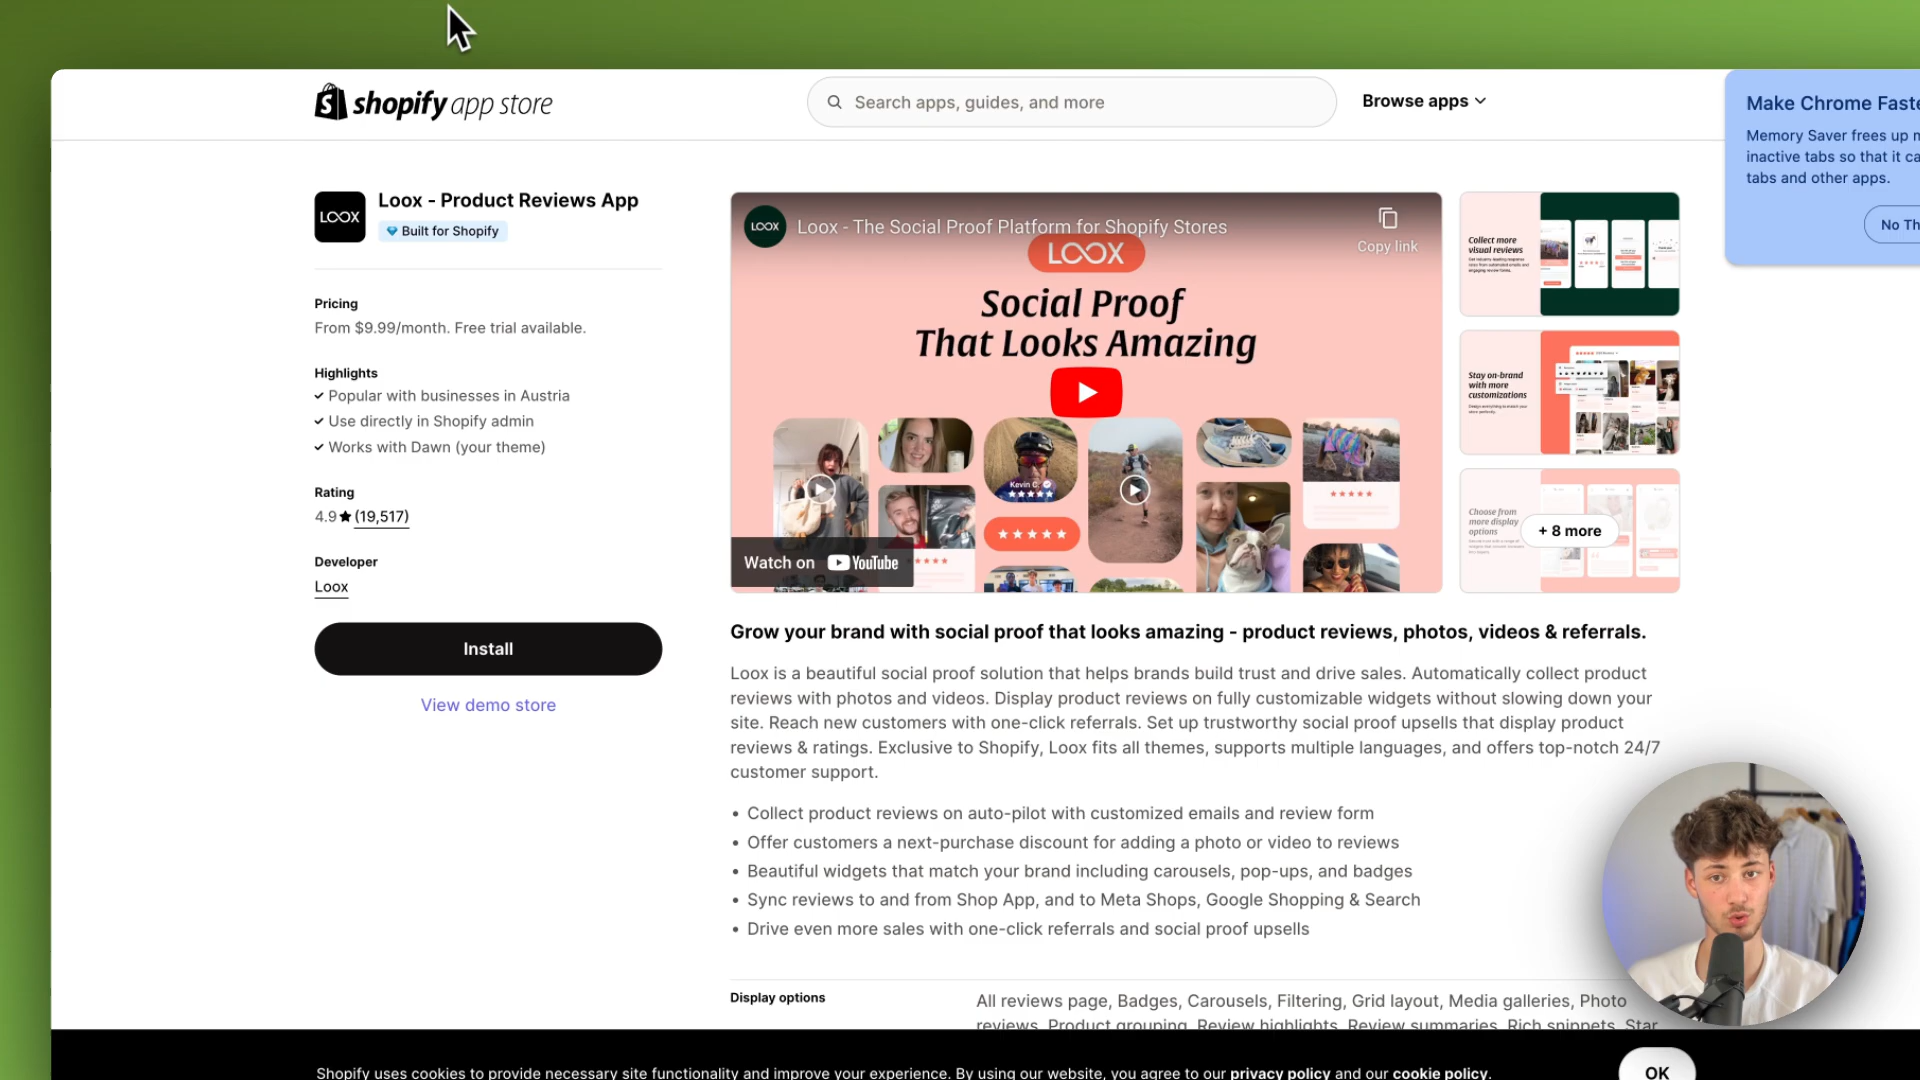 shopify app store
Search apps, guides, and more
Browse apps
Make Chrome Faste
Memory Saver frees up m
inactive tabs so that it ca
tabs and other apps.
No Th
LOOX
Loox - Product Reviews App
Built for Shopify
Pricing
From $9.99/month. Free trial available.
Highlights
Popular with businesses in Austria
Use directly in Shopify admin
Works with Dawn (your theme)
Rating
4.9★ (19,517)
Developer
Loox
Install
View demo store
LOOX
Loox - The Social Proof Platform for Shopify Stores
Copy link
LOOX
Social Proof
That Looks Amazing
Kevin C.
Watch on YouTube
Collect more
visual reviews
Stay on-brand
with more
customizations
Choose from
more display
options
+ 8 more
Grow your brand with social proof that looks amazing - product reviews, photos, videos & referrals.
Loox is a beautiful social proof solution that helps brands build trust and drive sales. Automatically collect product
reviews with photos and videos. Display product reviews on fully customizable widgets without slowing down your
site. Reach new customers with one-click referrals. Set up trustworthy social proof upsells that display product
reviews & ratings. Exclusive to Shopify, Loox fits all themes, supports multiple languages, and offers top-notch 24/7
customer support.
• Collect product reviews on auto-pilot with customized emails and review form
• Offer customers a next-purchase discount for adding a photo or video to reviews
• Beautiful widgets that match your brand including carousels, pop-ups, and badges
• Sync reviews to and from Shop App, and to Meta Shops, Google Shopping & Search
• Drive even more sales with one-click referrals and social proof upsells
Display options
All reviews page, Badges, Carousels, Filtering, Grid layout, Media galleries, Photo
reviews, Product grouping, Review highlights, Review summaries, Rich snippets, Star
Shopify uses cookies to provide necessary site functionality and improve your experience. By using our website, you agree to our privacy policy and our cookie policy.
OK